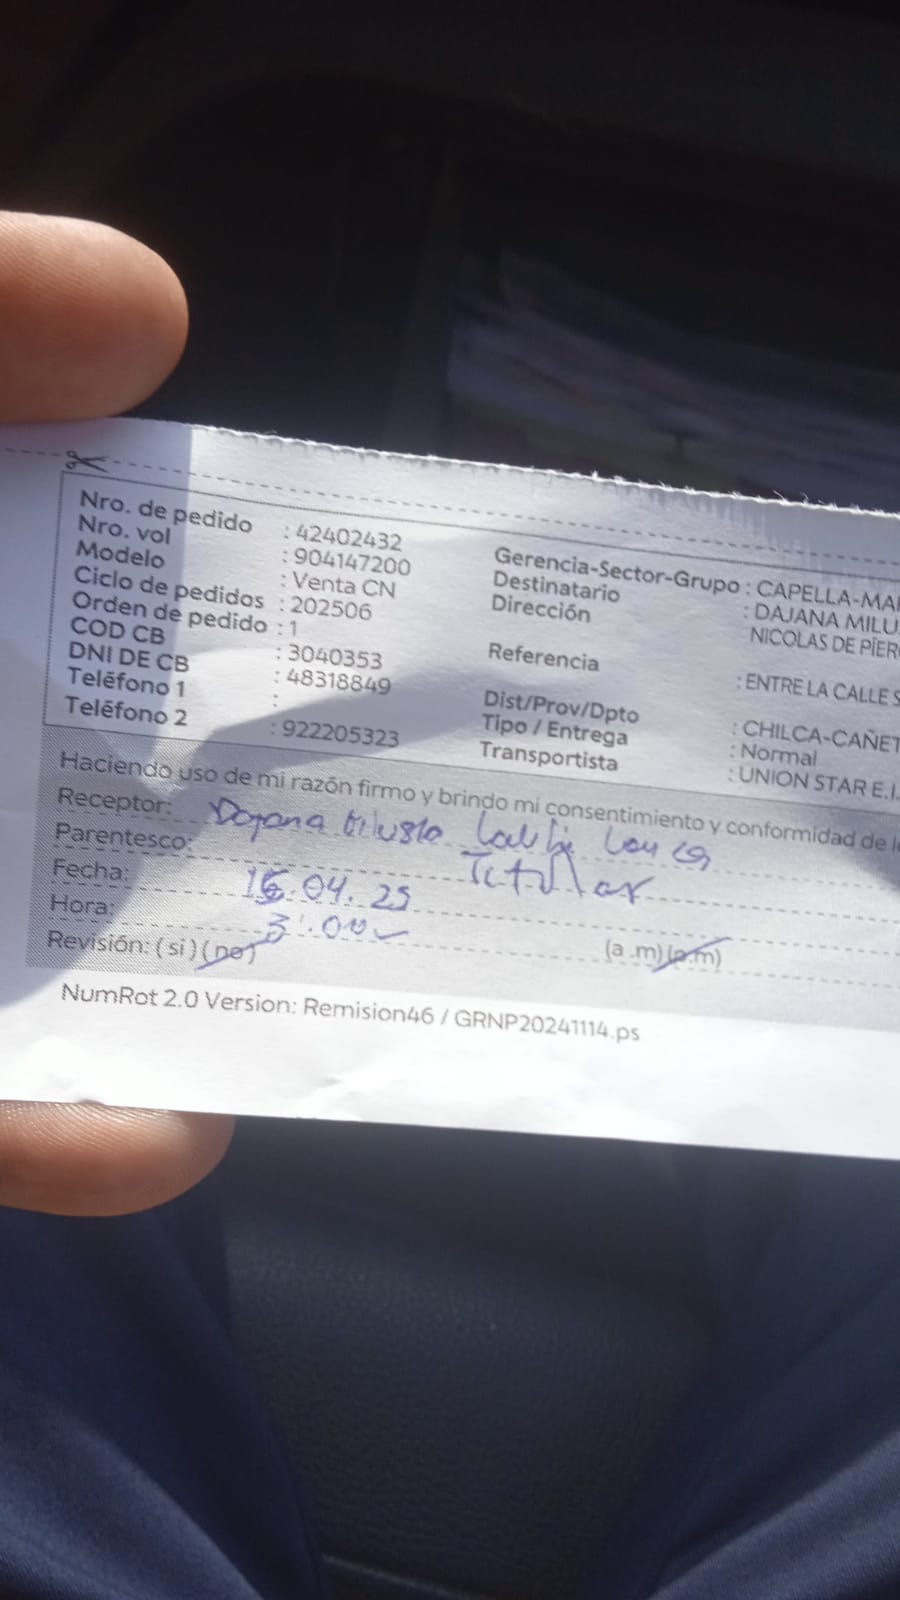 Nro. de pedido : 42402432
Nro. vol : 904147200
Modelo : Venta CN
Ciclo de pedidos : 202506
Orden de pedido : 1
COD CB : 3040353
DNI DE CB : 48318849
Teléfono 1 :
Teléfono 2 : 922205323
Gerencia-Sector-Grupo : CAPELLA-MA
Destinatario : DAJANA MILU
Dirección NICOLAS DE PÍER
Referencia : ENTRE LA CALLE S
Dist/Prov/Dpto : CHILCA-CAÑET
Tipo / Entrega : Normal
Transportista : UNION STAR E.I.
Haciendo uso de mi razón firmo y brindo mi consentimiento y conformidad de l
Receptor: Dajana
Parentesco: Titular
Fecha: 16.04.25
Hora: 3:00 (a .m) (p.m)
Revisión: ( si ) ( no )
NumRot 2.0 Version: Remision46 / GRNP20241114.ps